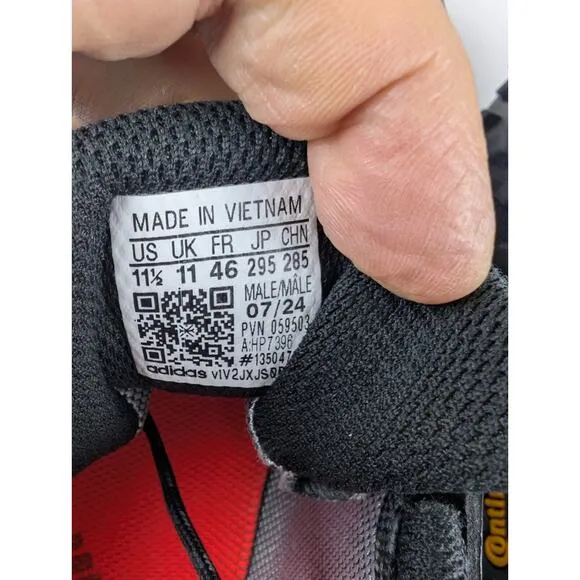 MADE IN VIETNAM
US UK FR JP CHN
11½ 11 46 295 285
MALE/MÂLE
07/24
PVN 059503
A:HP7396
#135047
adidas